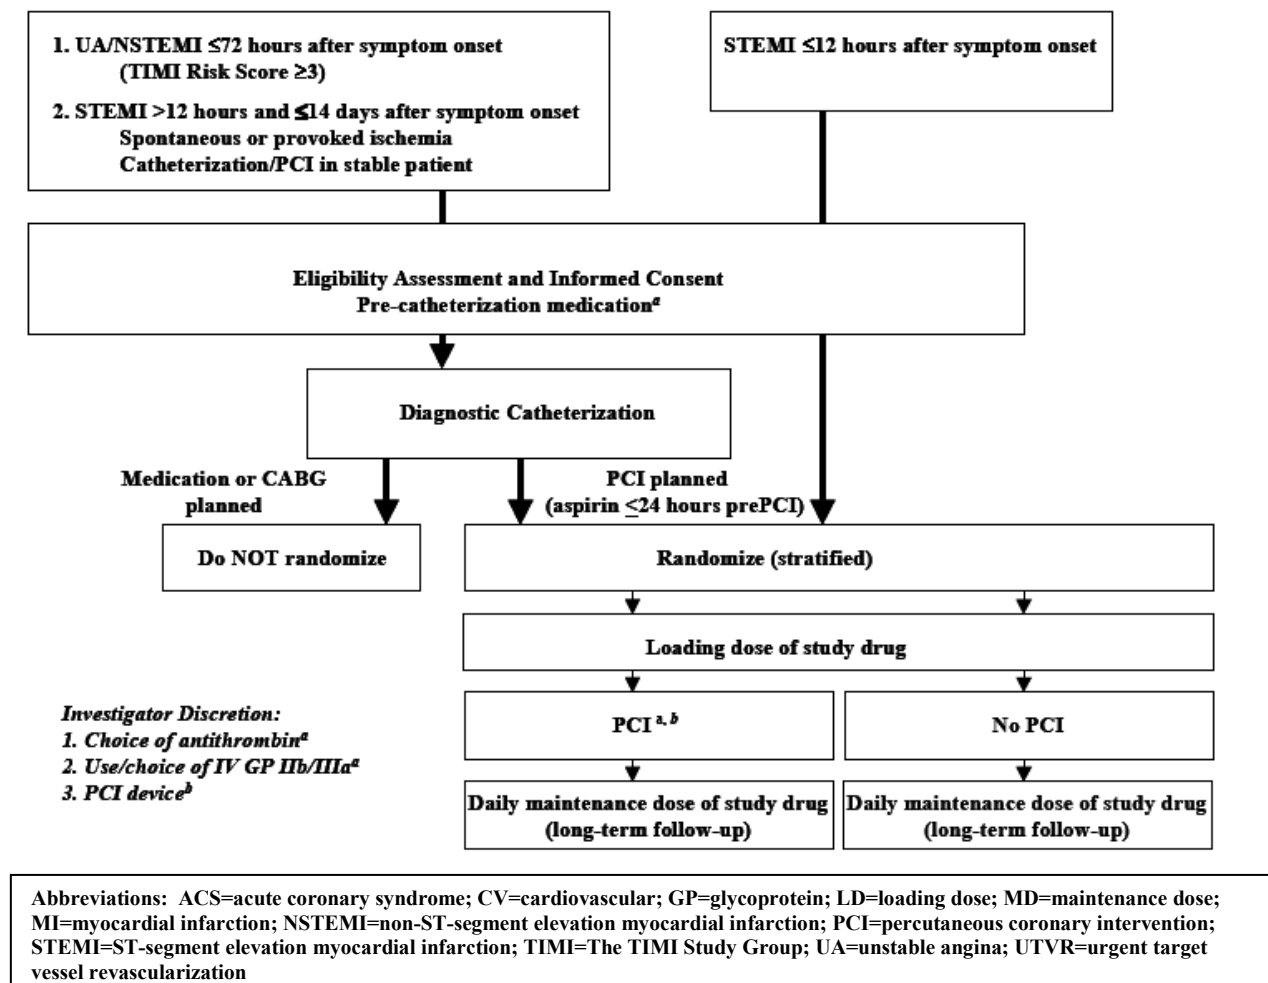 1. UA/NSTEMI ≤72 hours after symptom onset
(TIMI Risk Score ≥3)
2. STEMI >12 hours and ≤14 days after symptom onset
Spontaneous or provoked ischemia
Catheterization/PCI in stable patient
STEMI ≤12 hours after symptom onset
Eligibility Assessment and Informed Consent
Pre-catheterization medicationᵃ
Diagnostic Catheterization
Medication or CABG
planned
PCI planned
(aspirin ≤24 hours prePCI)
Do NOT randomize
Randomize (stratified)
Loading dose of study drug
PCI ᵃ, ᵇ
No PCI
Investigator Discretion:
1. Choice of antithrombinᵃ
2. Use/choice of IV GP IIb/IIIaᵃ
3. PCI deviceᵇ
Daily maintenance dose of study drug
(long-term follow-up)
Daily maintenance dose of study drug
(long-term follow-up)
Abbreviations: ACS=acute coronary syndrome; CV=cardiovascular; GP=glycoprotein; LD=loading dose; MD=maintenance dose;
MI=myocardial infarction; NSTEMI=non-ST-segment elevation myocardial infarction; PCI=percutaneous coronary intervention;
STEMI=ST-segment elevation myocardial infarction; TIMI=The TIMI Study Group; UA=unstable angina; UTVR=urgent target
vessel revascularization